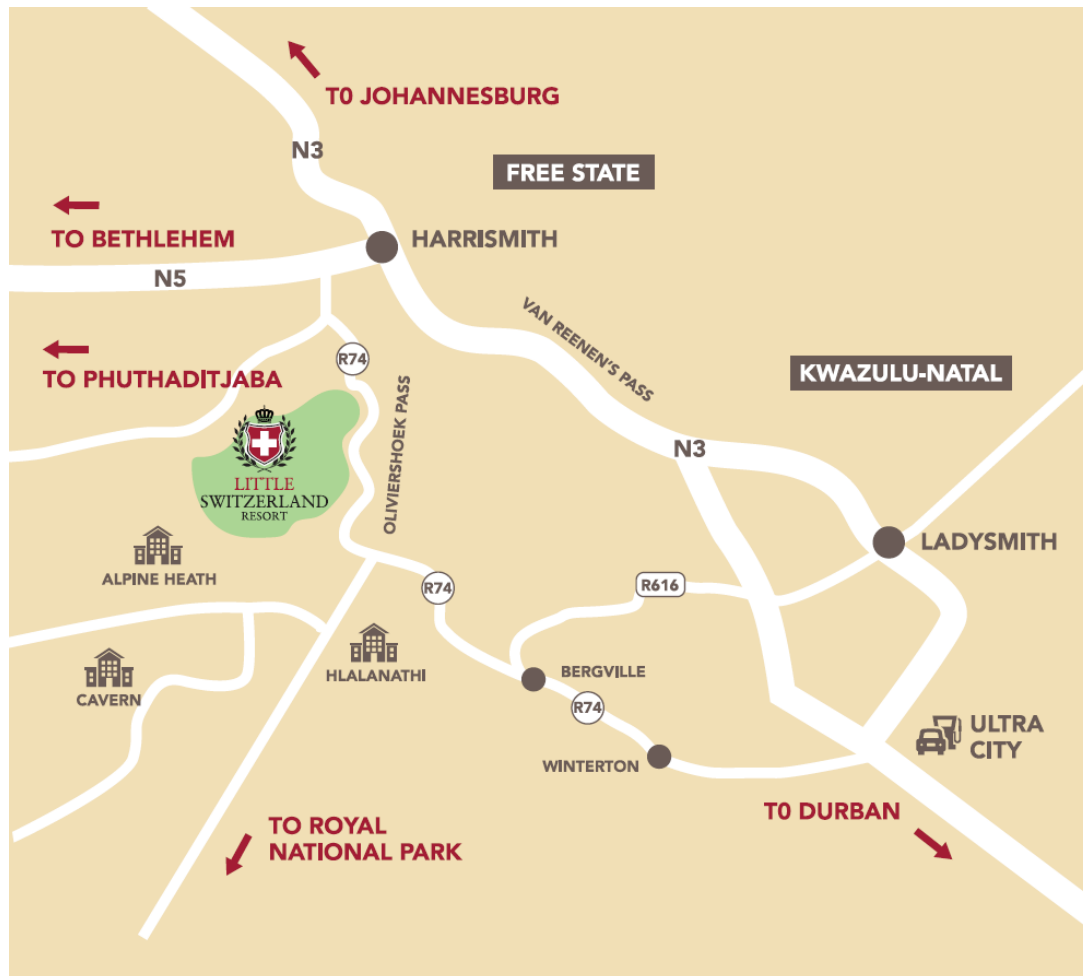 T0 JOHANNESBURG
N3
FREE STATE
TO BETHLEHEM
HARRISMITH
N5
VAN REENEN'S PASS
R74
TO PHUTHADITJABA
KWAZULU-NATAL
OLIVIERSHOEK PASS
N3
LITTLE
SWITZERLAND
RESORT
LADYSMITH
ALPINE HEATH
R74
R616
HLALANATHI
BERGVILLE
CAVERN
R74
ULTRA
CITY
WINTERTON
T0 DURBAN
TO ROYAL
NATIONAL PARK